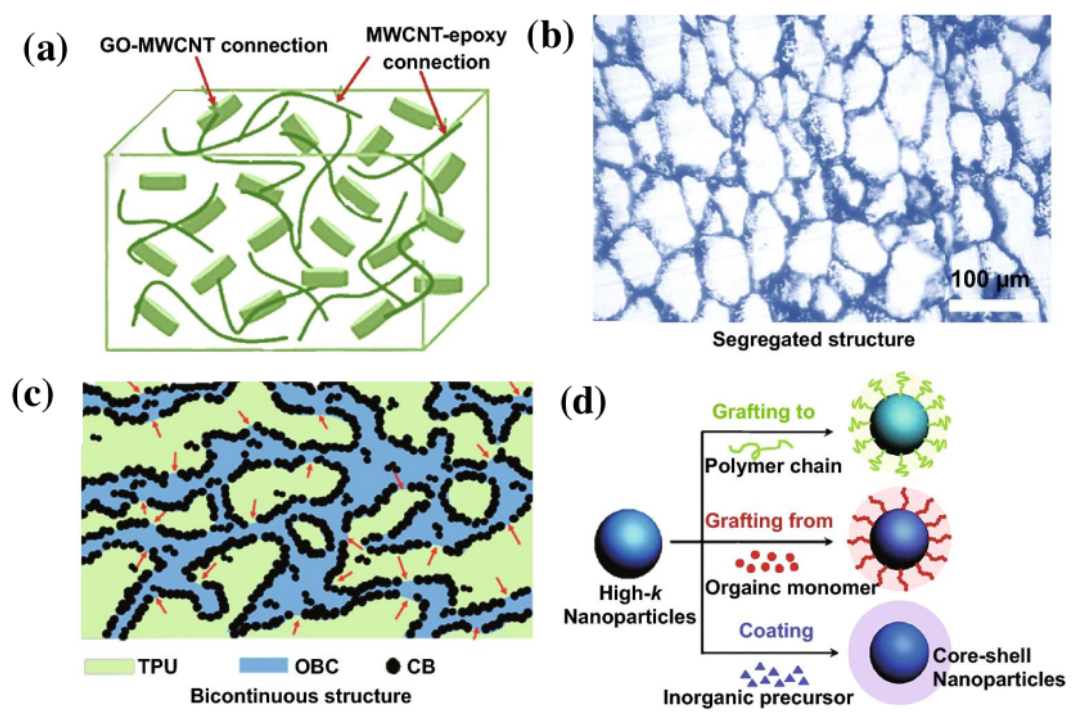 (a)
GO-MWCNT connection
MWCNT-epoxy
connection
(b)
100 μm
Segregated structure
(c)
TPU
OBC
CB
Bicontinuous structure
(d)
Grafting to
Polymer chain
Grafting from
Orgainc monomer
High-k
Nanoparticles
Coating
Inorganic precursor
Core-shell
Nanoparticles